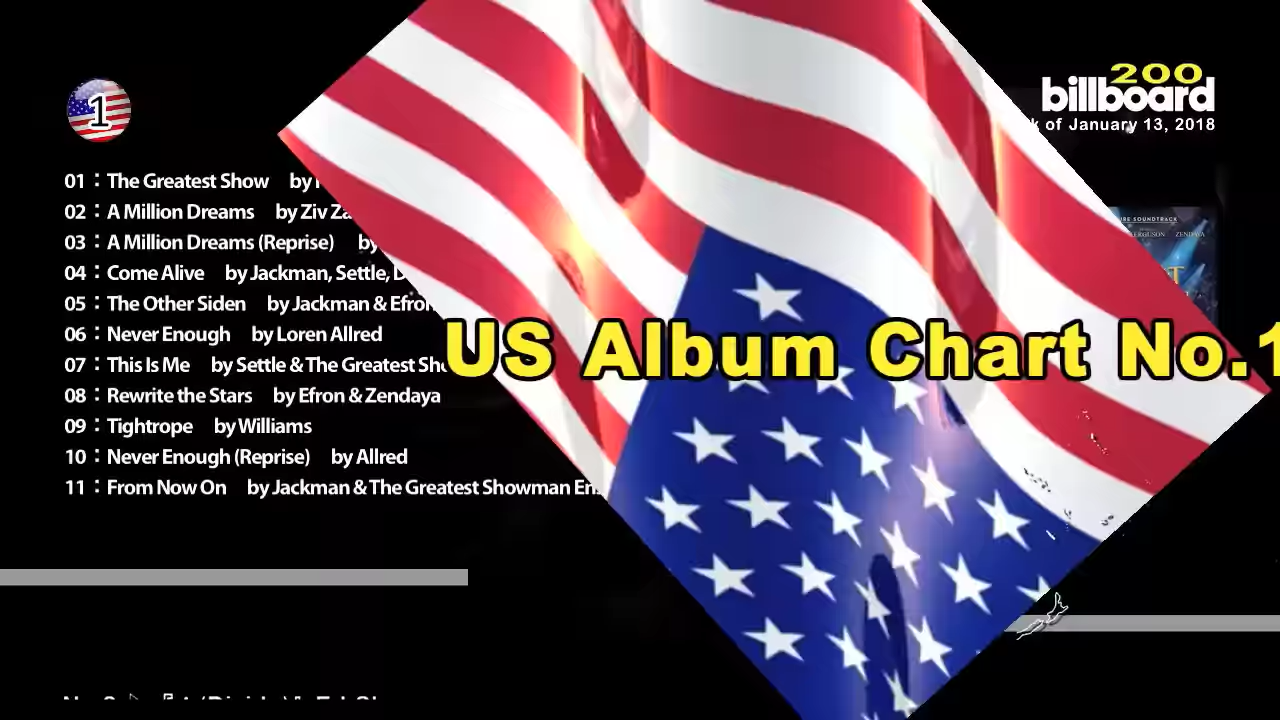 1
200
billboard
of January 13, 2018
01 : The Greatest Show by
02 : A Million Dreams by Ziv
03 : A Million Dreams (Reprise) by
04 : Come Alive by Jackman, Settle,
05 : The Other Siden by Jackman & Efron
06 : Never Enough by Loren Allred
07 : This Is Me by Settle & The Greatest
08 : Rewrite the Stars by Efron & Zendaya
09 : Tightrope by Williams
10 : Never Enough (Reprise) by Allred
11 : From Now On by Jackman & The Greatest Showman
SOUNDTRACK
ZENDAYA
US Album Chart No.1